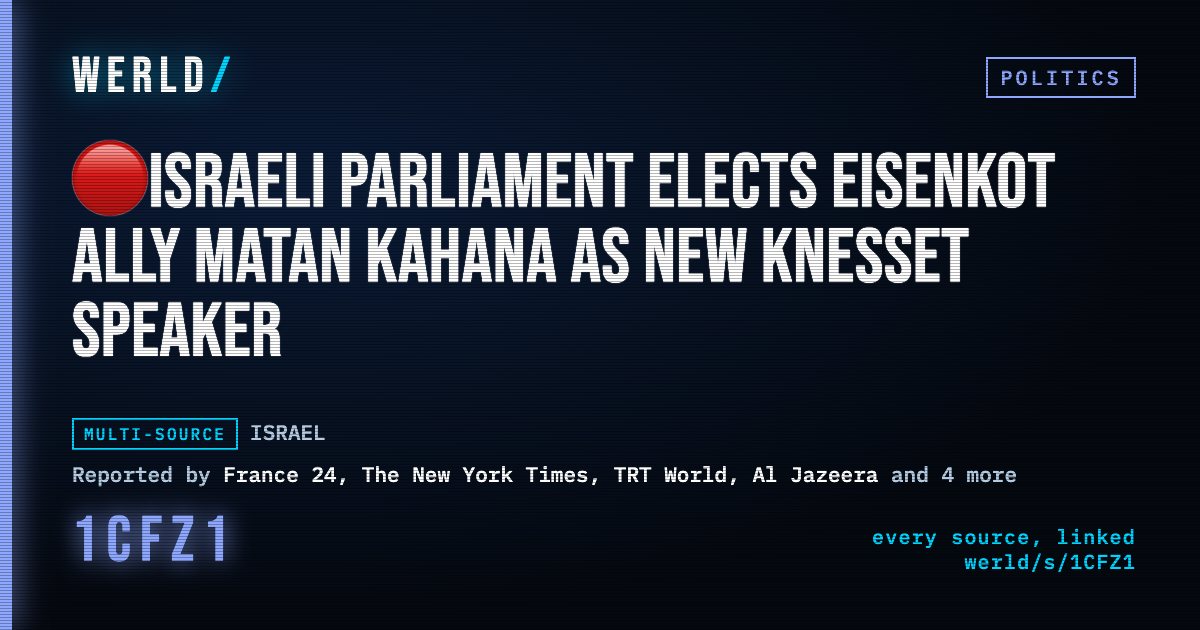 WERLD/
POLITICS
🔴ISRAELI PARLIAMENT ELECTS EISENKOT
ALLY MATAN KAHANA AS NEW KNESSET
SPEAKER
MULTI-SOURCE ISRAEL
Reported by France 24, The New York Times, TRT World, Al Jazeera and 4 more
1CFZ1
every source, linked
werld/s/1CFZ1